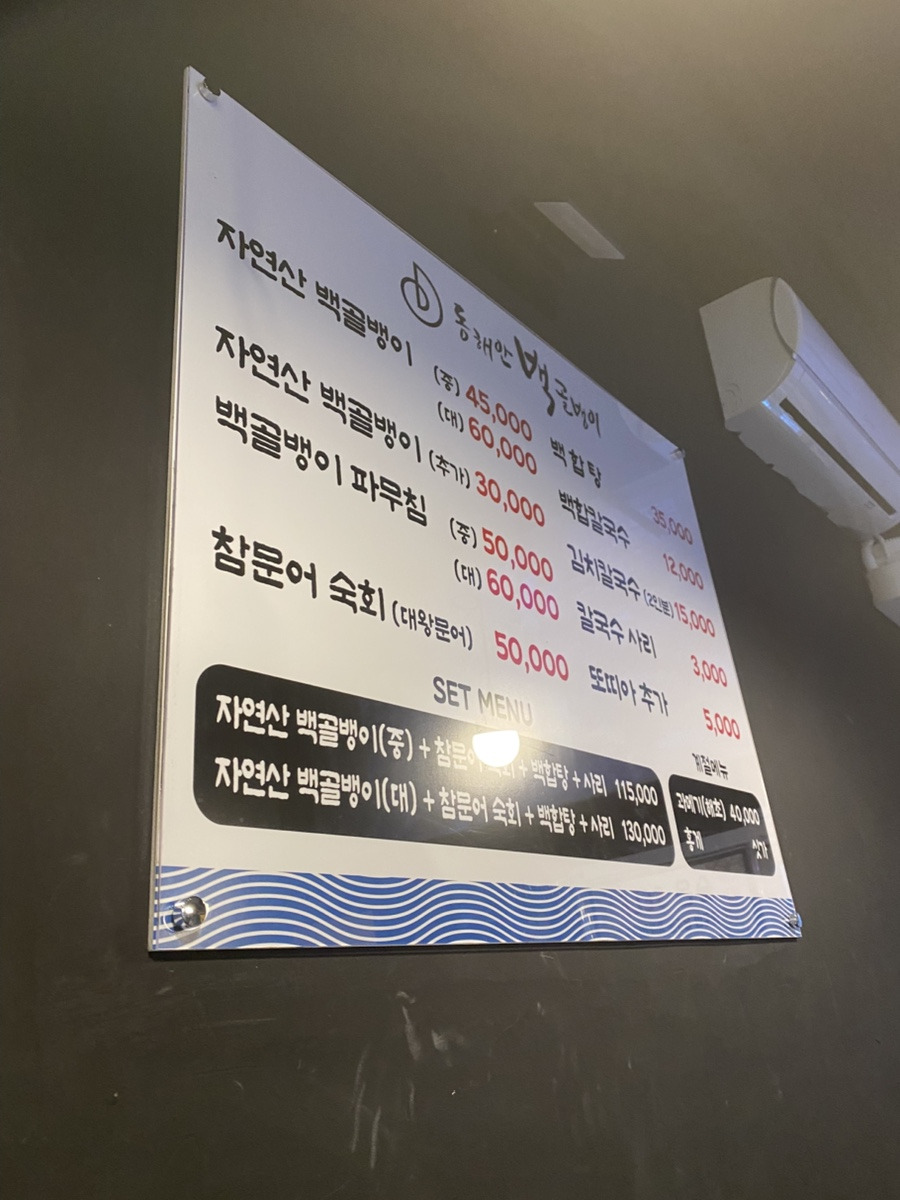 동해안 백골뱅이
자연산 백골뱅이 (중) 45,000
(대) 60,000
자연산 백골뱅이 (추가) 30,000
백골뱅이 파무침 (중) 50,000
(대) 60,000
참문어 숙회 (대왕문어) 50,000
백합탕 35,000
백합칼국수 12,000
김치칼국수 (2인분) 15,000
칼국수 사리 3,000
또띠아 추가 5,000
SET MENU
자연산 백골뱅이(중) + 참문어 숙회 + 백합탕 + 사리 115,000
자연산 백골뱅이(대) + 참문어 숙회 + 백합탕 + 사리 130,000
계절메뉴
과메기(해초) 40,000
홍게 싯가